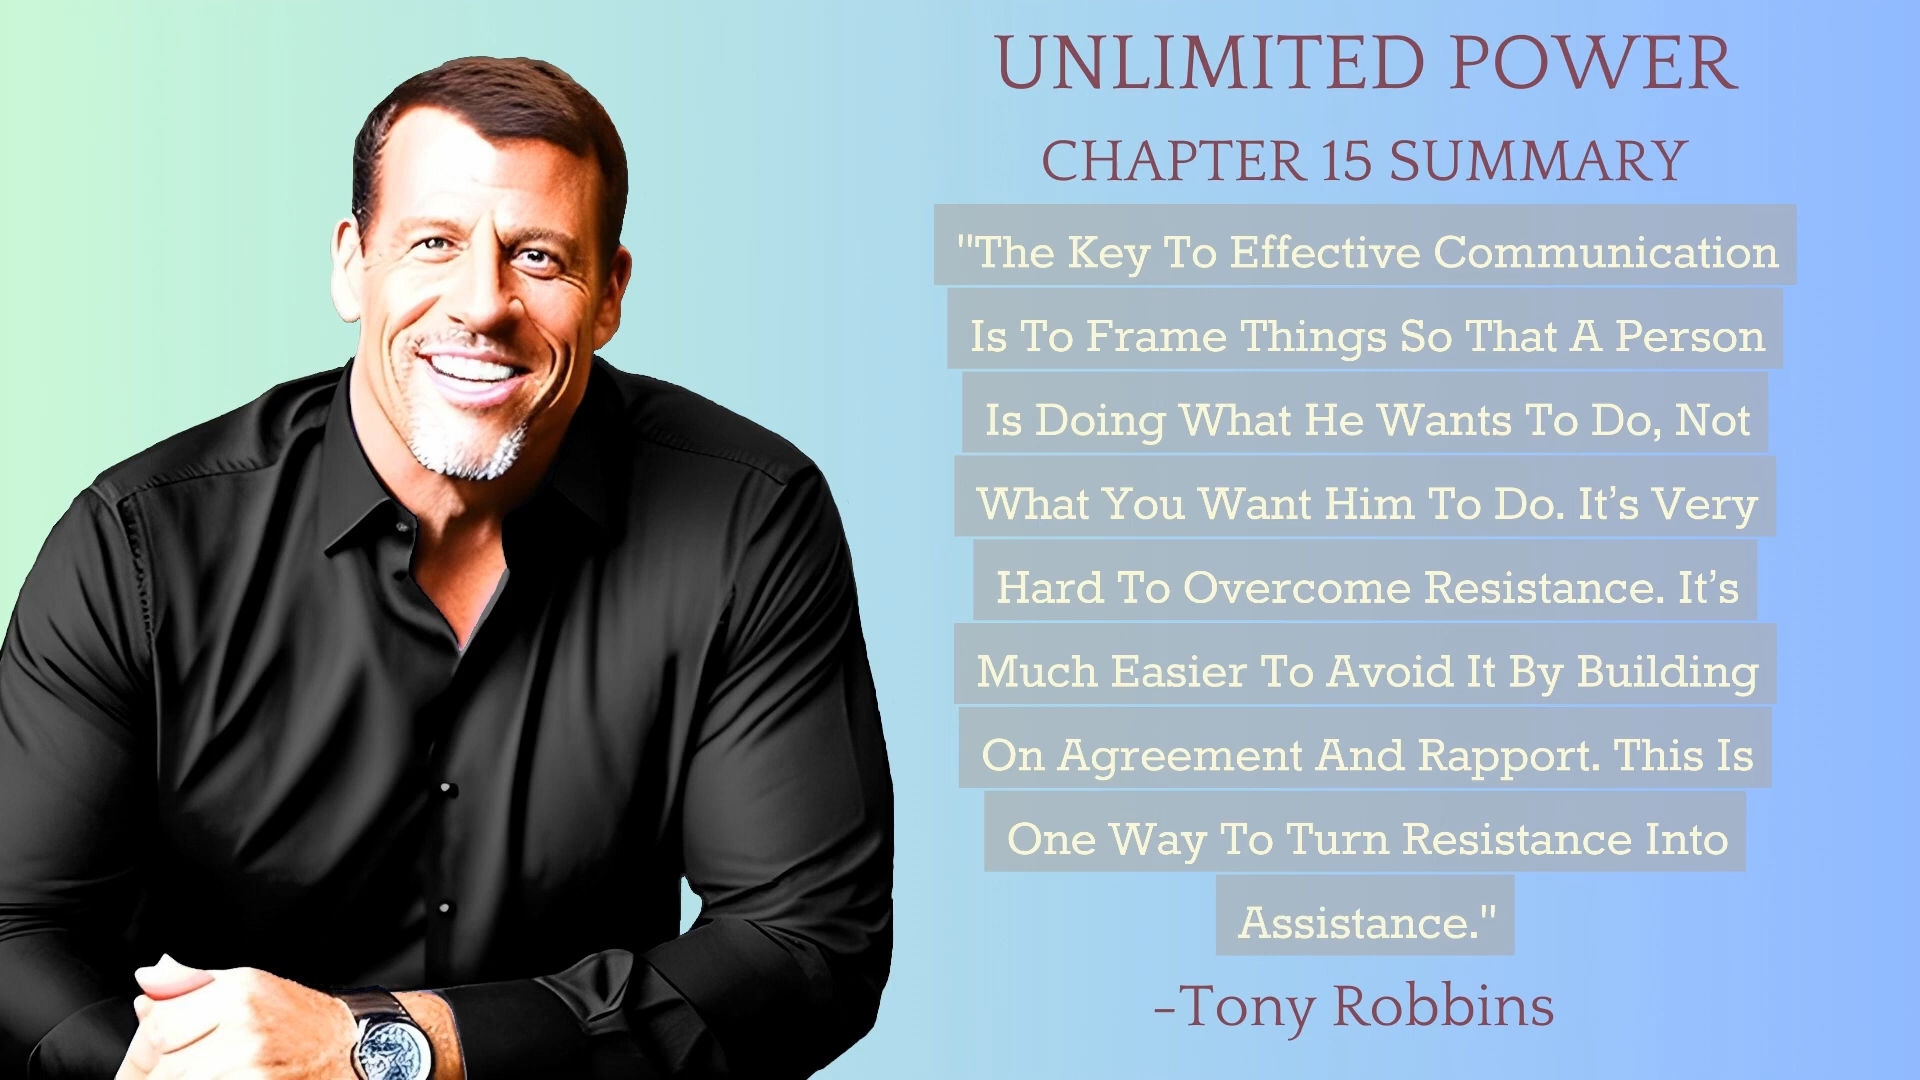 UNLIMITED POWER
CHAPTER 15 SUMMARY
"The Key To Effective Communication
Is To Frame Things So That A Person
Is Doing What He Wants To Do, Not
What You Want Him To Do. It’s Very
Hard To Overcome Resistance. It’s
Much Easier To Avoid It By Building
On Agreement And Rapport. This Is
One Way To Turn Resistance Into
Assistance."
-Tony Robbins